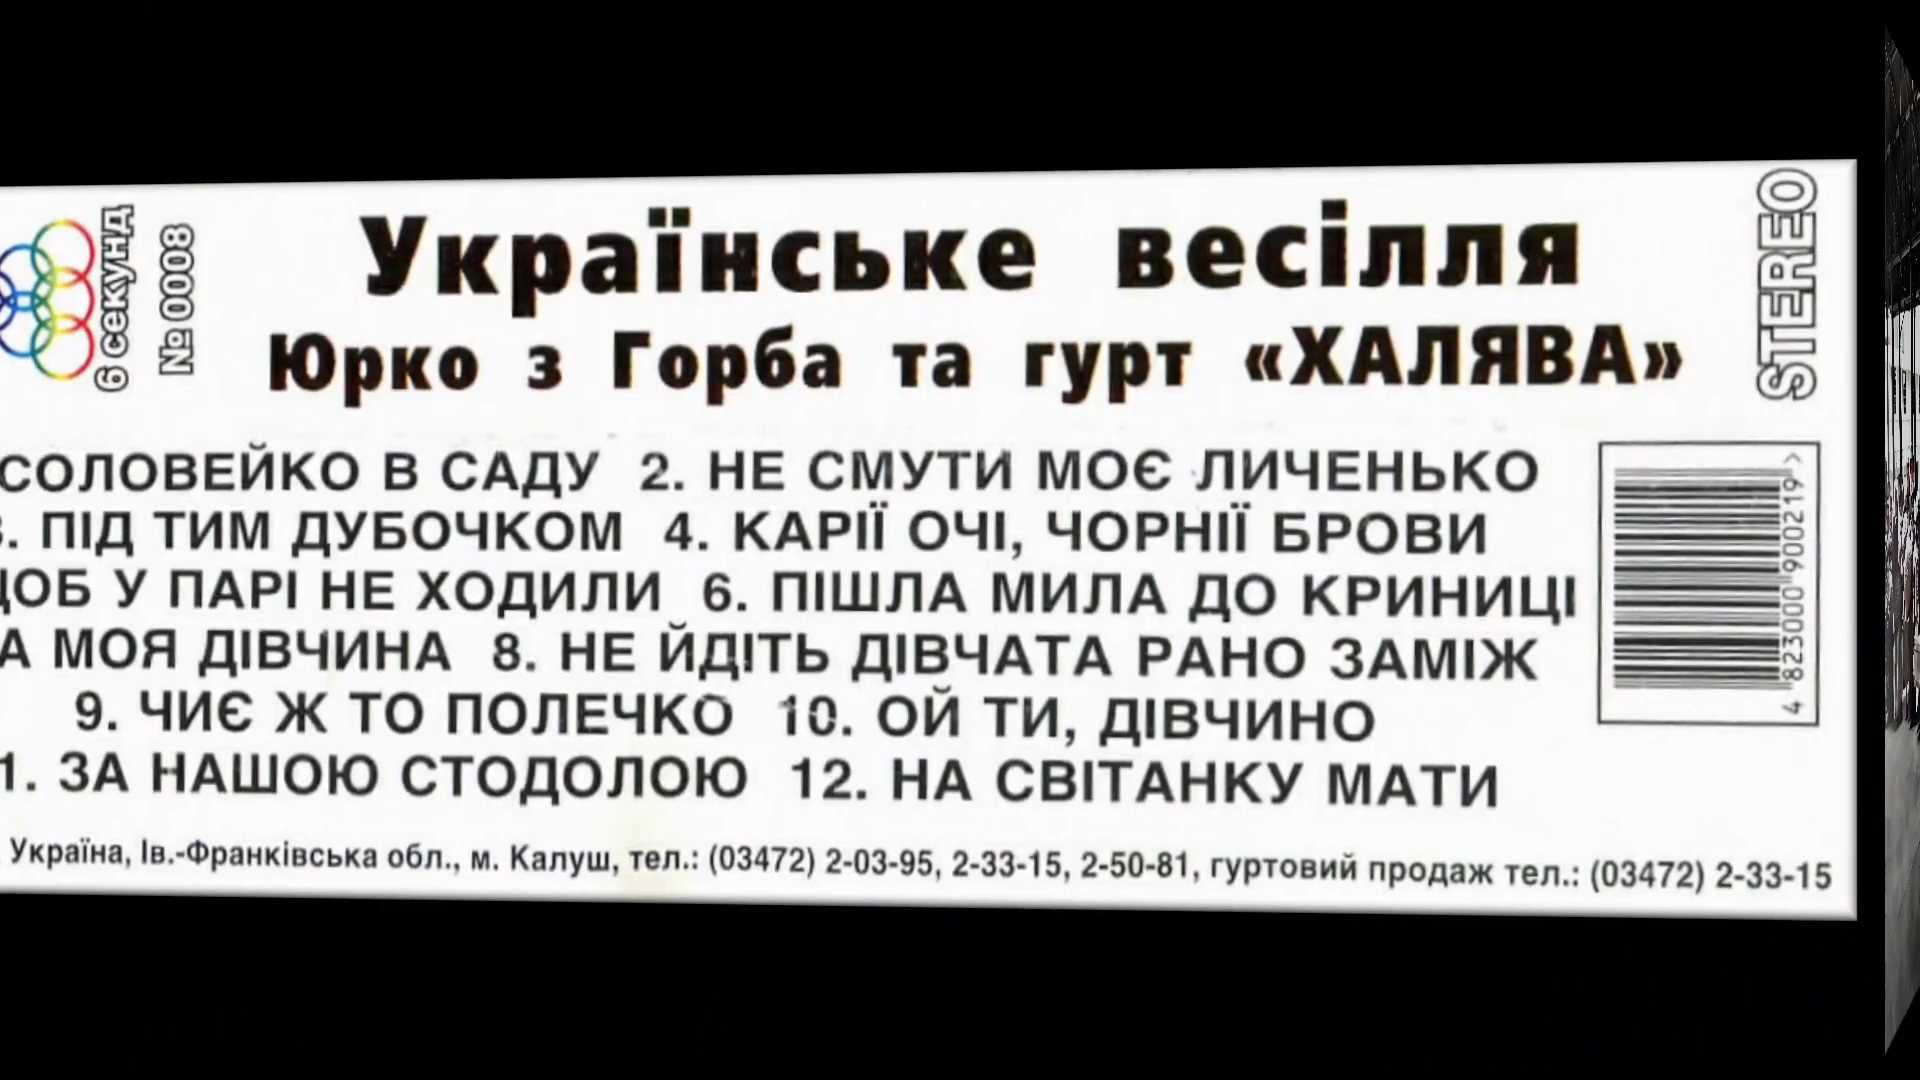 6 секунд
№ 0008
Українське весілля
Юрко з Горба та гурт «ХАЛЯВА»
STEREO
СОЛОВЕЙКО В САДУ 2. НЕ СМУТИ МОЄ ЛИЧЕНЬКО
3. ПІД ТИМ ДУБОЧКОМ 4. КАРІЇ ОЧІ, ЧОРНІЇ БРОВИ
У ПАРІ НЕ ХОДИЛИ 6. ПІШЛА МИЛА ДО КРИНИЦІ
МОЯ ДІВЧИНА 8. НЕ ЙДІТЬ ДІВЧАТА РАНО ЗАМІЖ
9. ЧИЄ Ж ТО ПОЛЕЧКО 10. ОЙ ТИ, ДІВЧИНО
1. ЗА НАШОЮ СТОДОЛОЮ 12. НА СВІТАНКУ МАТИ
4 823000 900219 >
Україна, Ів.-Франківська обл., м. Калуш, тел.: (03472) 2-03-95, 2-33-15, 2-50-81, гуртовий продаж тел.: (03472) 2-33-15